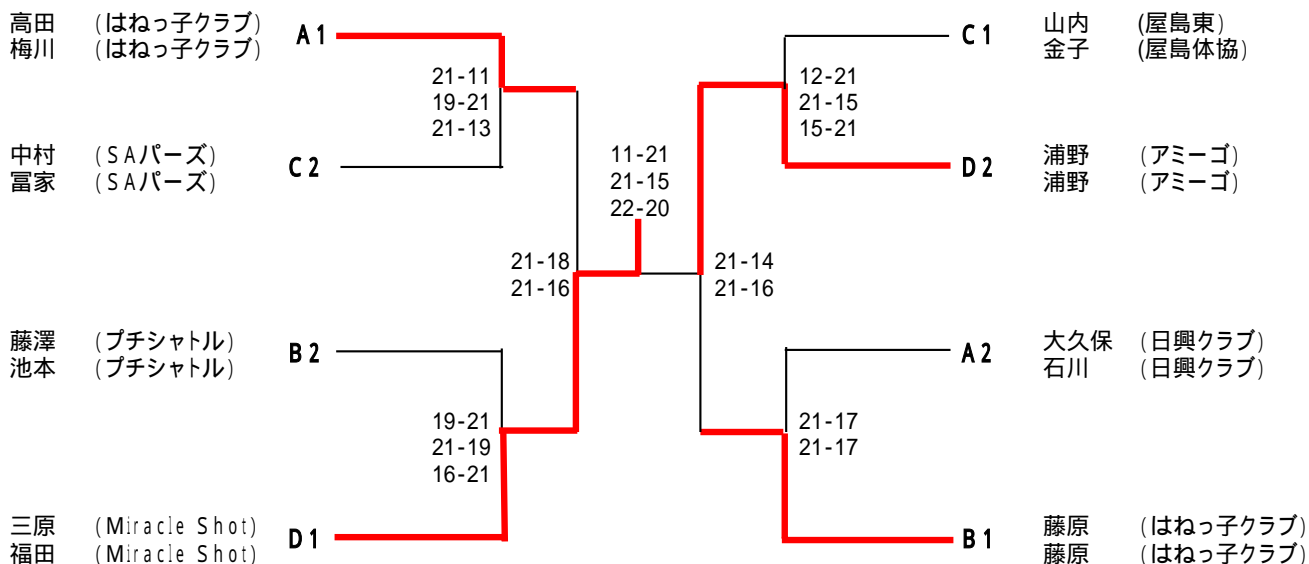 高田 (はねっ子クラブ)
梅川 (はねっ子クラブ)
A1
21-11
19-21
21-13
中村 (SAパーズ)
冨家 (SAパーズ)
C2
21-18
21-16
藤澤 (プチシャトル)
池本 (プチシャトル)
B2
19-21
21-19
16-21
三原 (Miracle Shot)
福田 (Miracle Shot)
D1
11-21
21-15
22-20
C1
山内 (屋島東)
金子 (屋島体協)
12-21
21-15
15-21
D2
浦野 (アミーゴ)
浦野 (アミーゴ)
21-14
21-16
A2
大久保 (日興クラブ)
石川 (日興クラブ)
21-17
21-17
B1
藤原 (はねっ子クラブ)
藤原 (はねっ子クラブ)